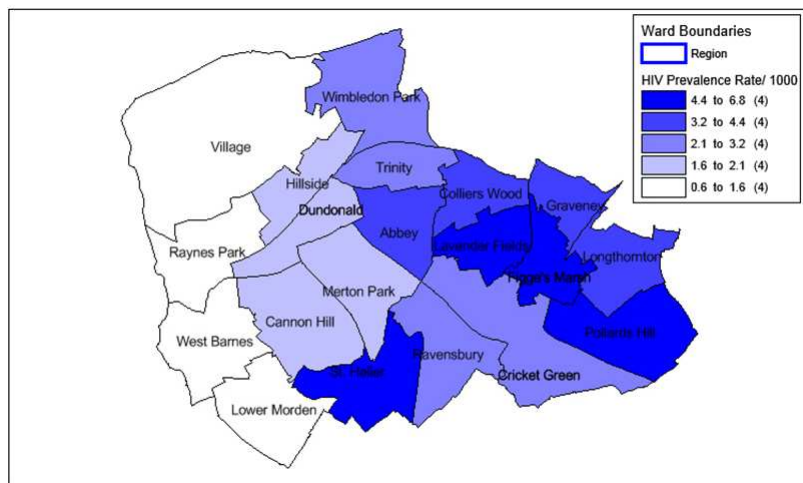 Ward Boundaries
Region
HIV Prevalence Rate/ 1000
4.4 to 6.8 (4)
3.2 to 4.4 (4)
2.1 to 3.2 (4)
1.6 to 2.1 (4)
0.6 to 1.6 (4)
Wimbledon Park
Village
Trinity
Hillside
Colliers Wood
Dundonald
Graveney
Abbey
Lavender Fields
Raynes Park
Longthornton
Figge's Marsh
Merton Park
Cannon Hill
Pollards Hill
West Barnes
Ravensbury
St. Helier
Cricket Green
Lower Morden